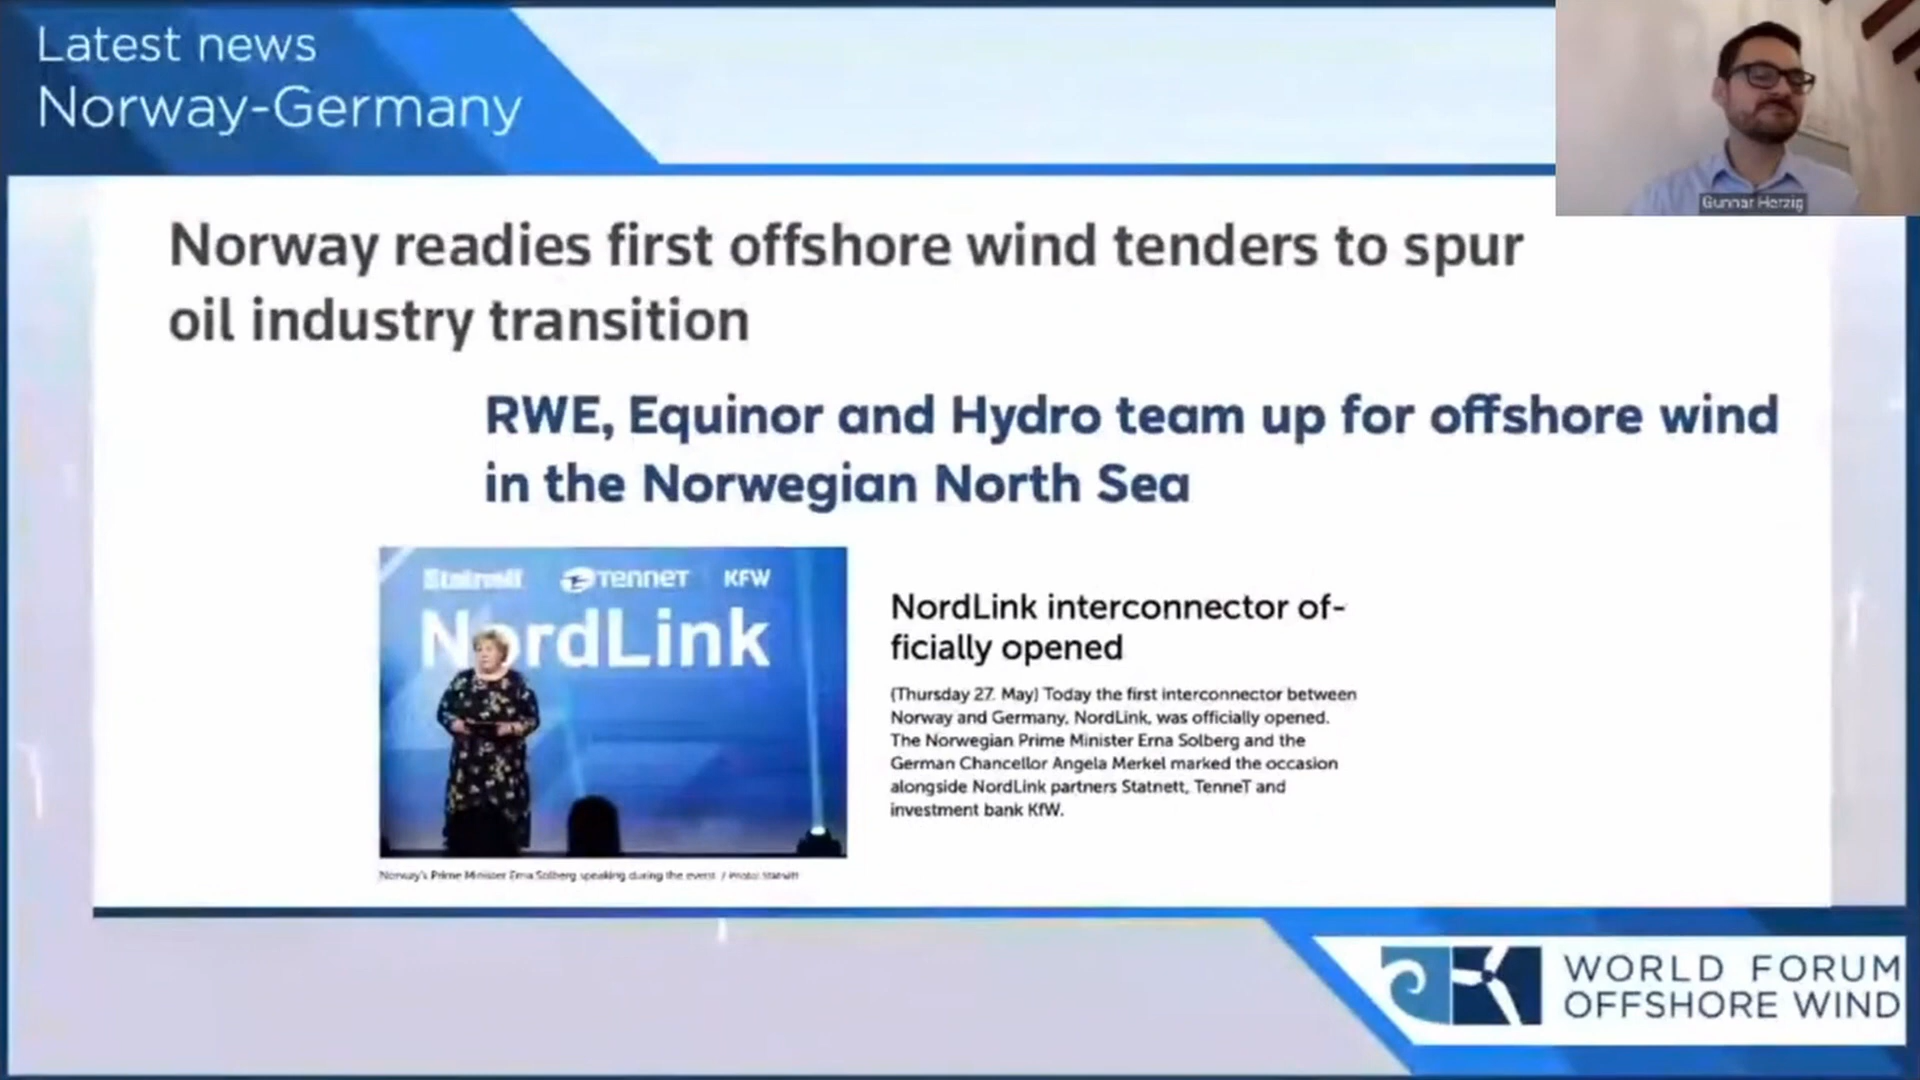 Latest news
Norway-Germany
Gunnar Herzig
Norway readies first offshore wind tenders to spur
oil industry transition
RWE, Equinor and Hydro team up for offshore wind
in the Norwegian North Sea
Statnett TenneT KFW
NordLink
NordLink interconnector of-
ficially opened
(Thursday 27. May) Today the first interconnector between
Norway and Germany, NordLink, was officially opened.
The Norwegian Prime Minister Erna Solberg and the
German Chancellor Angela Merkel marked the occasion
alongside NordLink partners Statnett, TenneT and
investment bank KfW.
Norway's Prime Minister Erna Solberg speaking during the event / Photo: Statnett
WORLD FORUM
OFFSHORE WIND